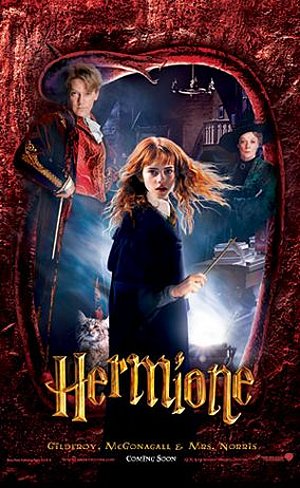 Hermione
Gilderoy, McGonagall & Mrs. Norris
Coming Soon